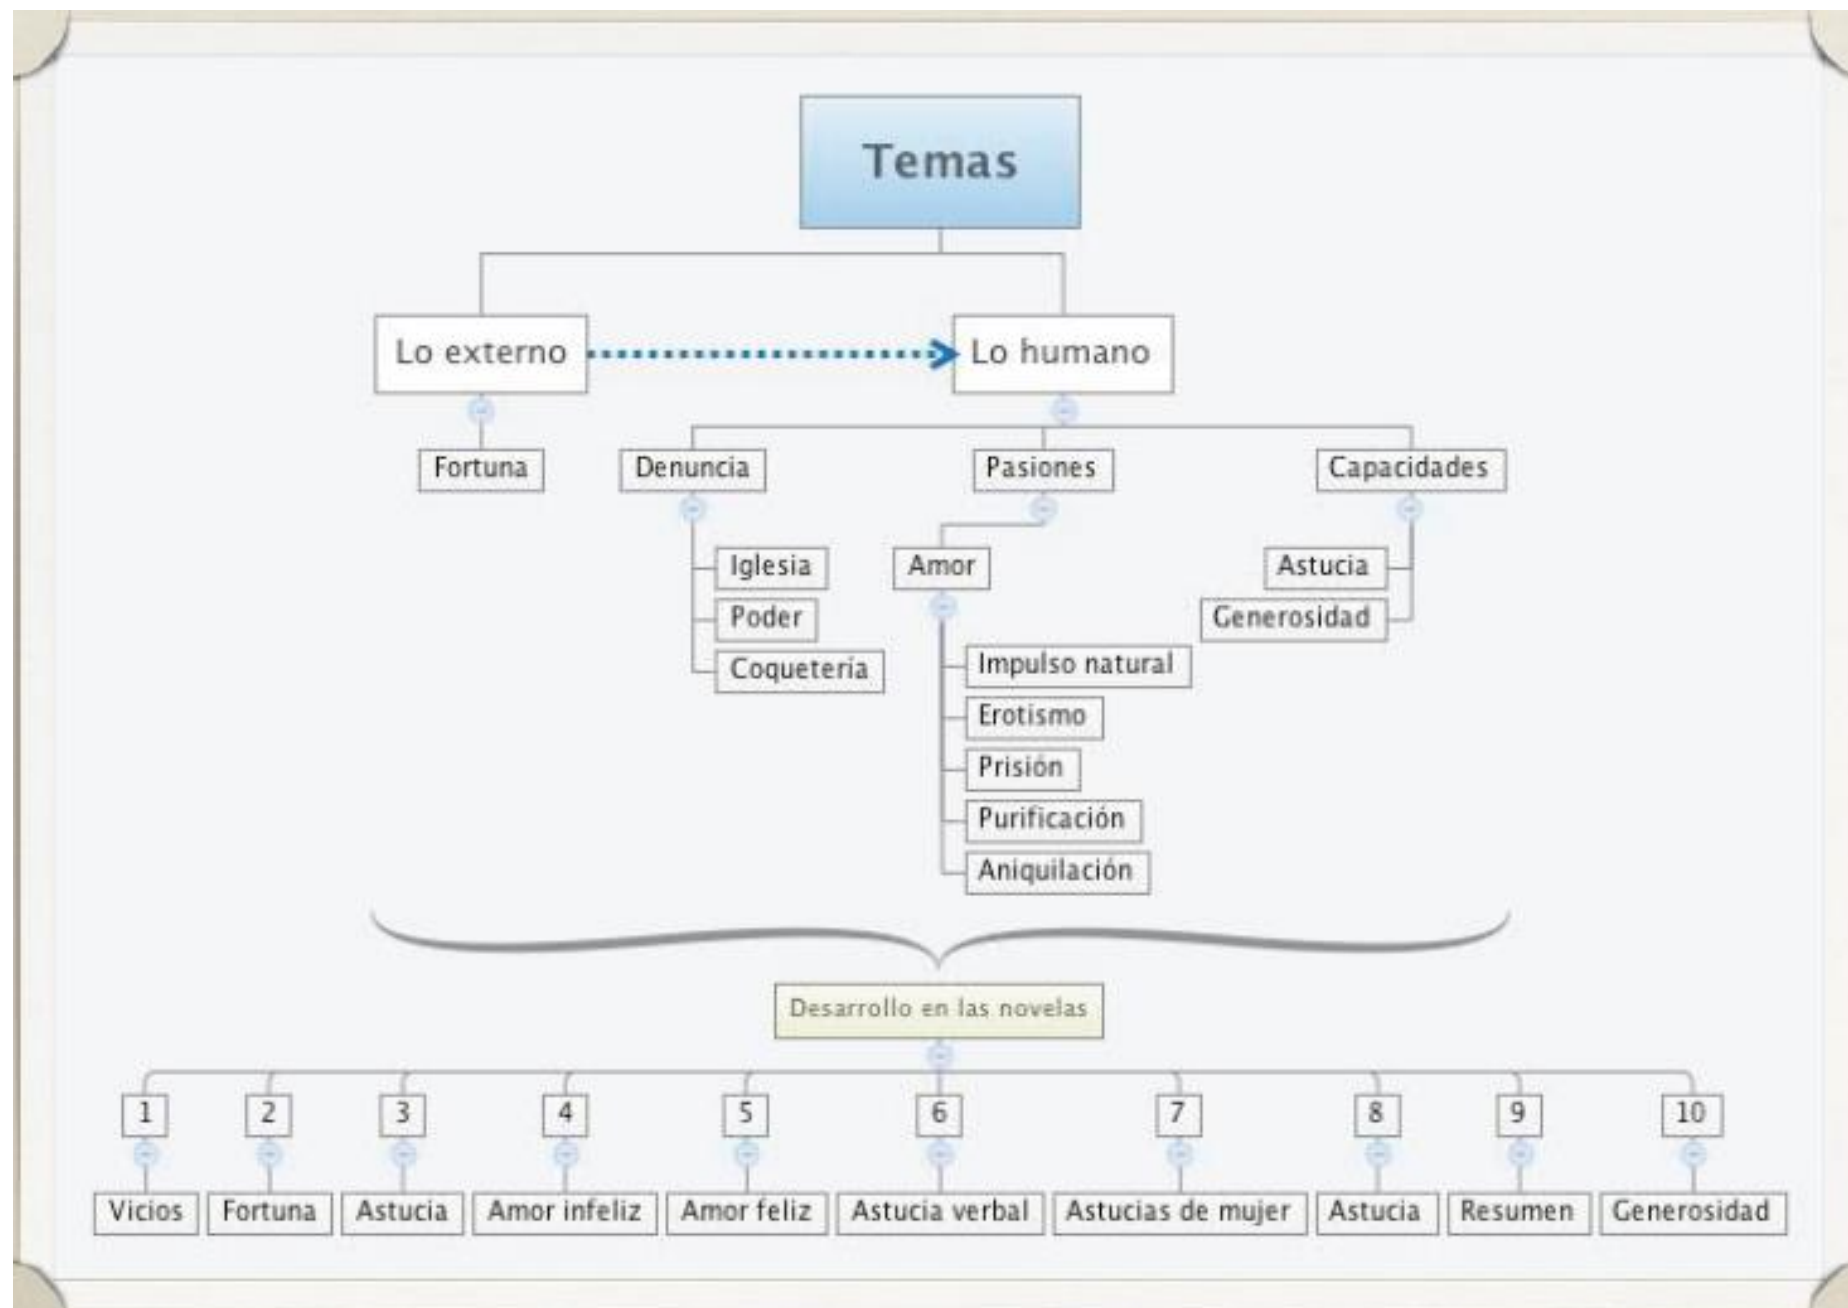 Temas
Lo externo
Lo humano
Fortuna
Denuncia
Pasiones
Capacidades
Iglesia
Poder
Coquetería
Amor
Impulso natural
Erotismo
Prisión
Purificación
Aniquilación
Astucia
Generosidad
Desarrollo en las novelas
1
2
3
4
5
6
7
8
9
10
Vicios
Fortuna
Astucia
Amor infeliz
Amor feliz
Astucia verbal
Astucias de mujer
Astucia
Resumen
Generosidad